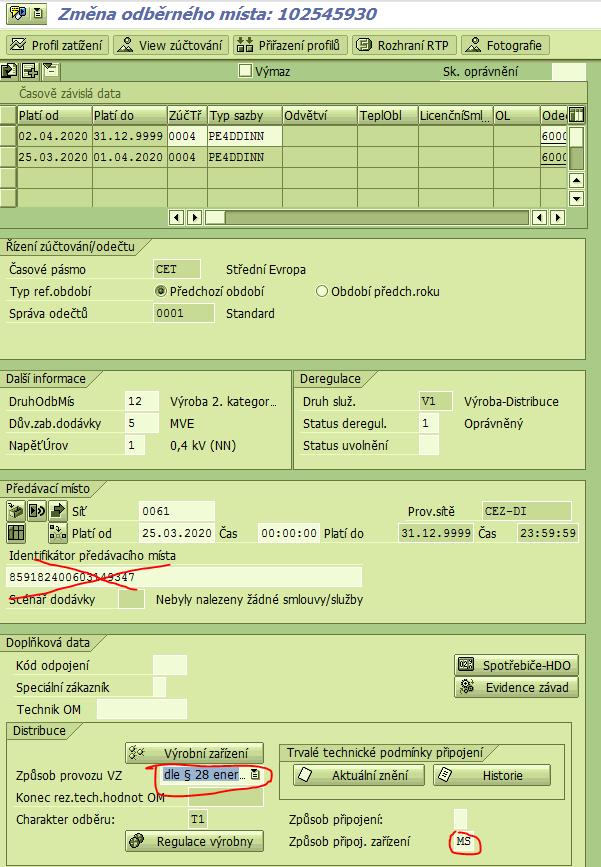 Změna odběrného místa: 102545930
Profil zatížení View zúčtování Přiřazení profilů Rozhraní RTP Fotografie
Výmaz Sk. oprávnění
Časově závislá data
Platí od Platí do ZúčTř Typ sazby Odvětví TeplObl LicenčníSml... OL Odeč
02.04.2020 31.12.9999 0004 PE4DDINN 6000
25.03.2020 01.04.2020 0004 PE4DDINN 6000
Řízení zúčtování/odečtu
Časové pásmo CET Střední Evropa
Typ ref.období Předchozí období Období předch.roku
Správa odečtů 0001 Standard
Další informace Deregulace
DruhOdbMís 12 Výroba 2. kategor... Druh služ. V1 Výroba-Distribuce
Dův.zab.dodávky 5 MVE Status deregul. 1 Oprávněný
NapěťÚrov 1 0,4 kV (NN) Status uvolnění
Předávací místo
Síť 0061 Prov.sítě CEZ-DI
Platí od 25.03.2020 Čas 00:00:00 Platí do 31.12.9999 Čas 23:59:59
Identifikátor předávacího místa
859182400603149347
Scénář dodávky Nebyly nalezeny žádné smlouvy/služby
Doplňková data
Kód odpojení Spotřebiče-HDO
Speciální zákazník Evidence závad
Technik OM
Distribuce
Výrobní zařízení Trvalé technické podmínky připojení
Způsob provozu VZ dle § 28 ener... Aktuální znění Historie
Konec rez.tech.hodnot OM
Charakter odběru: T1 Způsob připojení:
Regulace výrobny Způsob připoj. zařízení MS